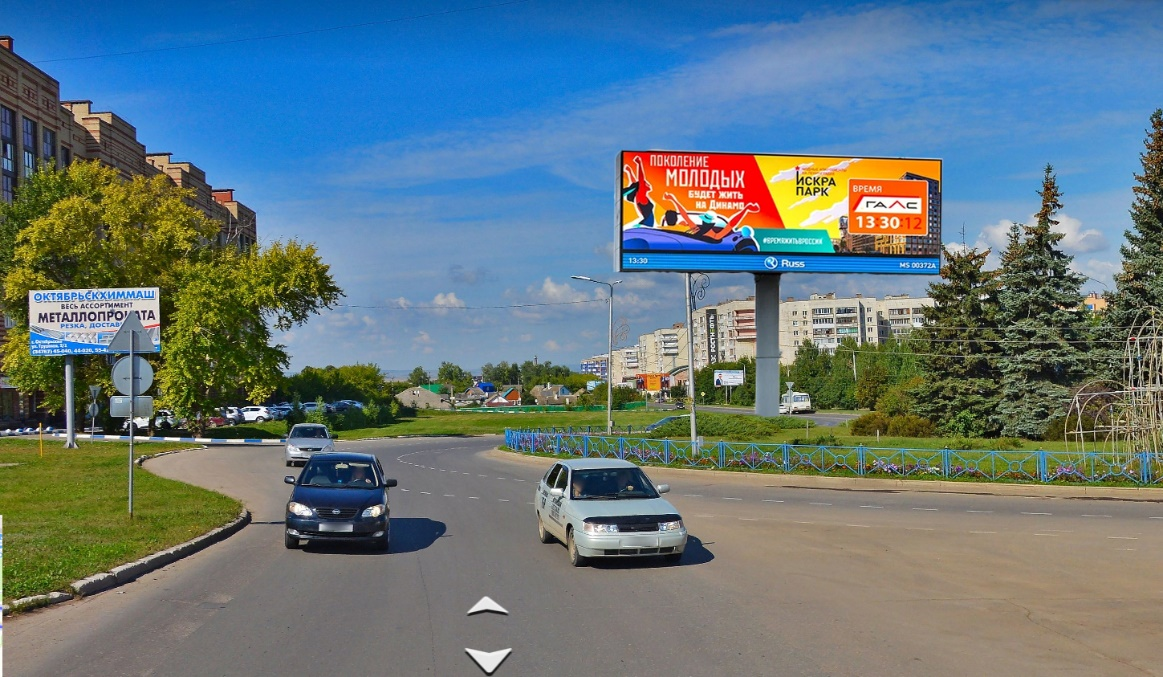 ОКТЯБРЬСКХИММАШ
ВЕСЬ АССОРТИМЕНТ
МЕТАЛЛОПРОКАТА
РЕЗКА, ДОСТАВКА
ПОКОЛЕНИЕ
МОЛОДЫХ
БУДЕТ ЖИТЬ
НА Динамо
ИСКРА
ПАРК
#ВРЕМЯЖИТЬВРОССИИ
ВРЕМЯ
ГАЛС
13:30:12
13:30
Russ
MS 00372A